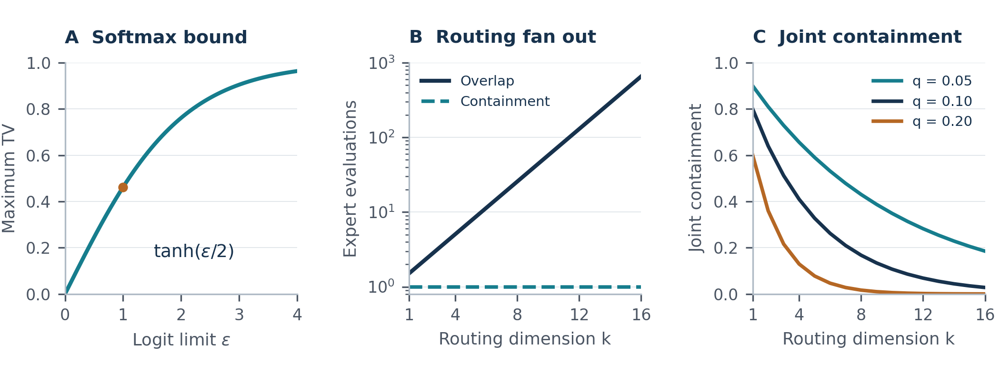 A Softmax bound
1.0
0.8
0.6
0.4
0.2
0.0
Maximum TV
tanh(ε/2)
0 1 2 3 4
Logit limit ε
B Routing fan out
10³
10²
10¹
10⁰
Expert evaluations
Overlap
Containment
1 4 8 12 16
Routing dimension k
C Joint containment
1.0
0.8
0.6
0.4
0.2
0.0
Joint containment
q = 0.05
q = 0.10
q = 0.20
1 4 8 12 16
Routing dimension k